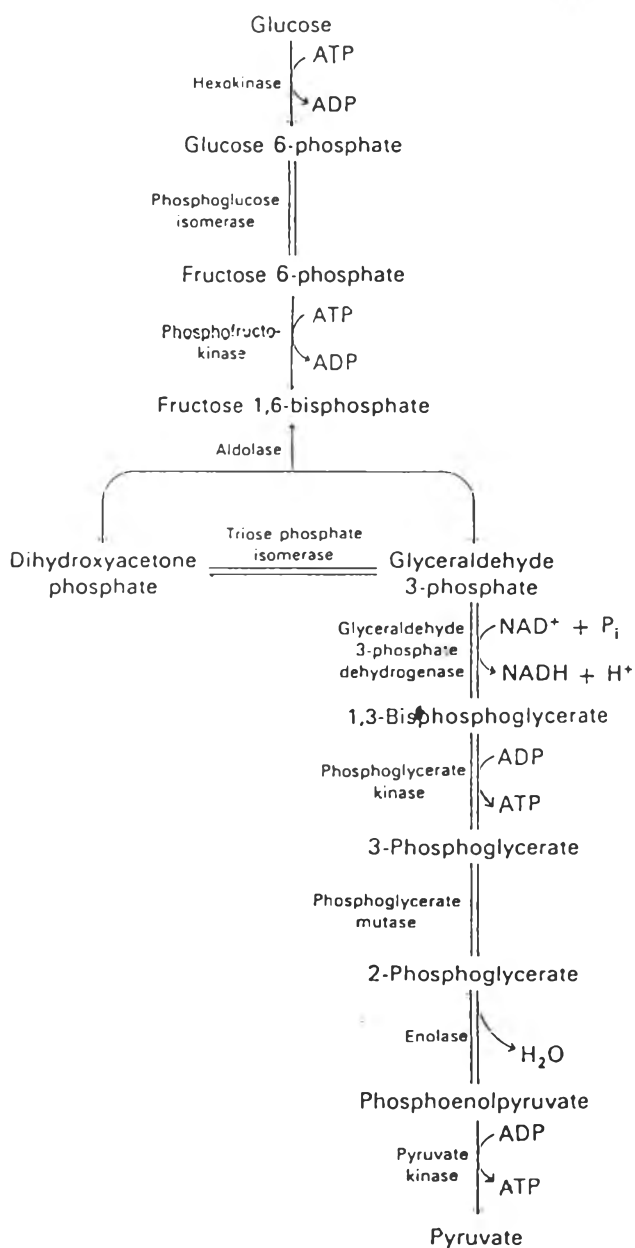 Glucose
ATP
Hexokinase
ADP
Glucose 6-phosphate
Phosphoglucose
isomerase
Fructose 6-phosphate
ATP
Phosphofructo-
kinase
ADP
Fructose 1,6-bisphosphate
Aldolase
Triose phosphate
isomerase
Dihydroxyacetone
phosphate
Glyceraldehyde
3-phosphate
Glyceraldehyde
3-phosphate
dehydrogenase
NAD⁺ + Pᵢ
NADH + H⁺
1,3-Bisphosphoglycerate
ADP
Phosphoglycerate
kinase
ATP
3-Phosphoglycerate
Phosphoglycerate
mutase
2-Phosphoglycerate
Enolase
H₂O
Phosphoenolpyruvate
ADP
Pyruvate
kinase
ATP
Pyruvate